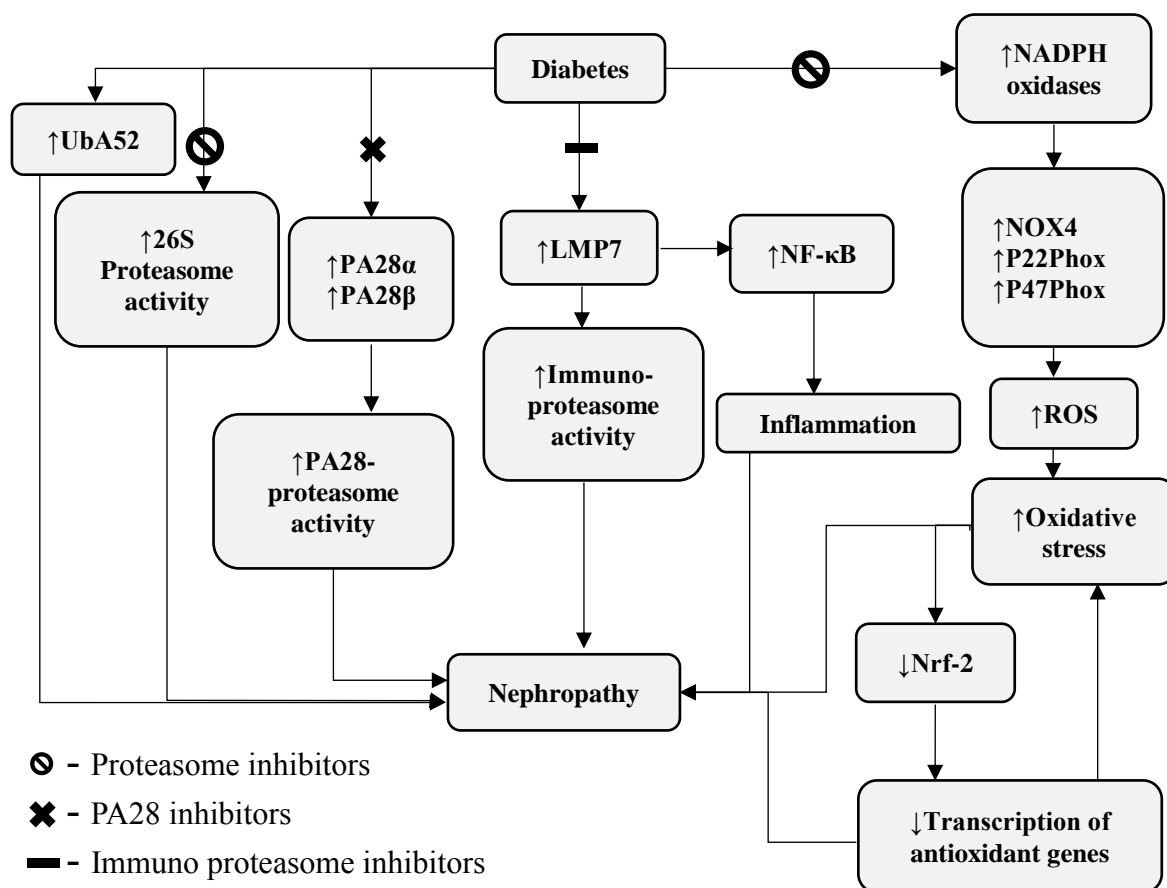 Diabetes
↑NADPH
oxidases
↑UbA52
↑26S
Proteasome
activity
↑PA28α
↑PA28β
↑LMP7
↑NF-κB
↑NOX4
↑P22Phox
↑P47Phox
↑Immuno-
proteasome
activity
Inflammation
↑ROS
↑PA28-
proteasome
activity
↑Oxidative
stress
↓Nrf-2
Nephropathy
↓Transcription of
antioxidant genes
- Proteasome inhibitors
- PA28 inhibitors
- Immuno proteasome inhibitors